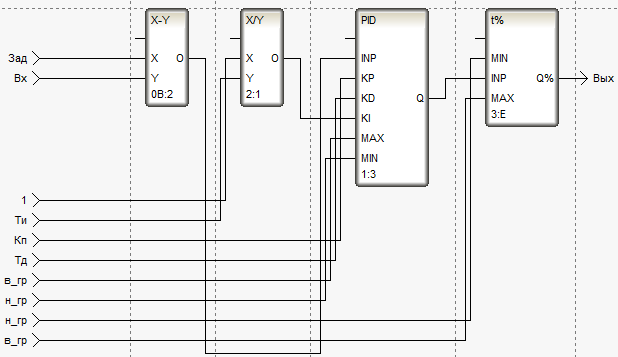 X-Y
X/Y
PID
t%
Зад
X
O
X
O
INP
MIN
Вх
Y
Y
KP
INP
Q%
Вых
0B:2
2:1
KD
Q
MAX
KI
3:E
MAX
MIN
1:3
1
Ти
Кп
Тд
в_гр
н_гр
н_гр
в_гр